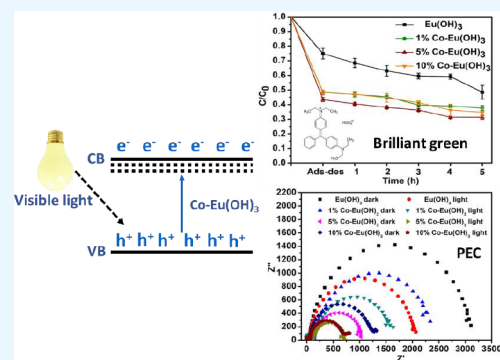 e⁻ e⁻ e⁻ e⁻ e⁻ e⁻
CB
Visible light
Co-Eu(OH)₃
h⁺ h⁺ h⁺ h⁺ h⁺ h⁺
VB
1.0
0.9
0.8
0.7
0.6
0.5
0.4
0.3
0.2
0.1
0.0
C/C₀
Eu(OH)₃
1% Co-Eu(OH)₃
5% Co-Eu(OH)₃
10% Co-Eu(OH)₃
Brilliant green
Ads-des 1 2 3 4 5
Time (h)
2200
2000
1800
1600
1400
1200
1000
800
600
400
200
0
Z''
Eu(OH)₃ dark Eu(OH)₃ light
1% Co-Eu(OH)₃ dark 1% Co-Eu(OH)₃ light
5% Co-Eu(OH)₃ dark 5% Co-Eu(OH)₃ light
10% Co-Eu(OH)₃ dark 10% Co-Eu(OH)₃ light
PEC
0 500 1000 1500 2000 2500 3000 3500
Z'